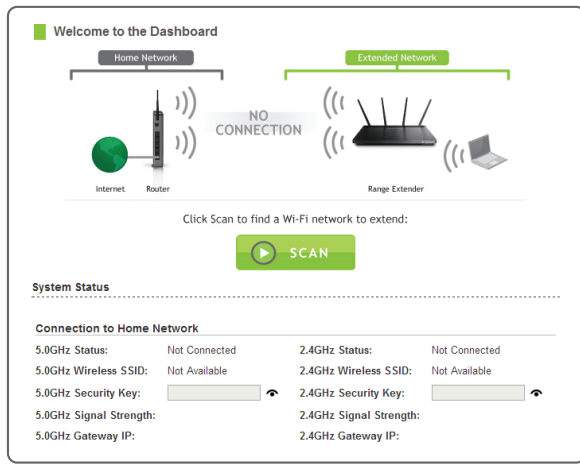 Welcome to the Dashboard
Home Network
Extended Network
NO
CONNECTION
Internet
Router
Range Extender
Click Scan to find a Wi-Fi network to extend:
SCAN
System Status
Connection to Home Network
5.0GHz Status: Not Connected 2.4GHz Status: Not Connected
5.0GHz Wireless SSID: Not Available 2.4GHz Wireless SSID: Not Available
5.0GHz Security Key: 2.4GHz Security Key:
5.0GHz Signal Strength: 2.4GHz Signal Strength:
5.0GHz Gateway IP: 2.4GHz Gateway IP: